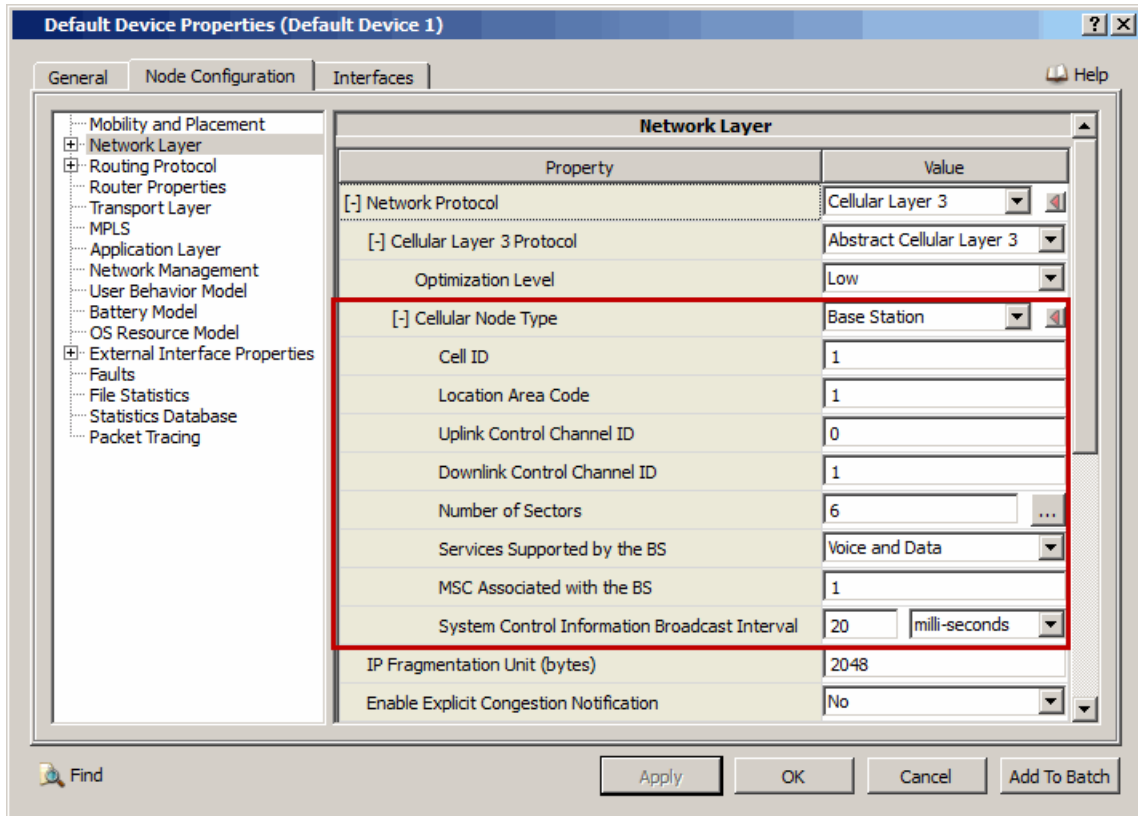 Default Device Properties (Default Device 1)
? X
General Node Configuration Interfaces Help
Mobility and Placement
Network Layer
Routing Protocol
Router Properties
Transport Layer
MPLS
Application Layer
Network Management
User Behavior Model
Battery Model
OS Resource Model
External Interface Properties
Faults
File Statistics
Statistics Database
Packet Tracing
Network Layer
Property Value
[-] Network Protocol Cellular Layer 3
[-] Cellular Layer 3 Protocol Abstract Cellular Layer 3
Optimization Level Low
[-] Cellular Node Type Base Station
Cell ID 1
Location Area Code 1
Uplink Control Channel ID 0
Downlink Control Channel ID 1
Number of Sectors 6 ...
Services Supported by the BS Voice and Data
MSC Associated with the BS 1
System Control Information Broadcast Interval 20 milli-seconds
IP Fragmentation Unit (bytes) 2048
Enable Explicit Congestion Notification No
Find Apply OK Cancel Add To Batch